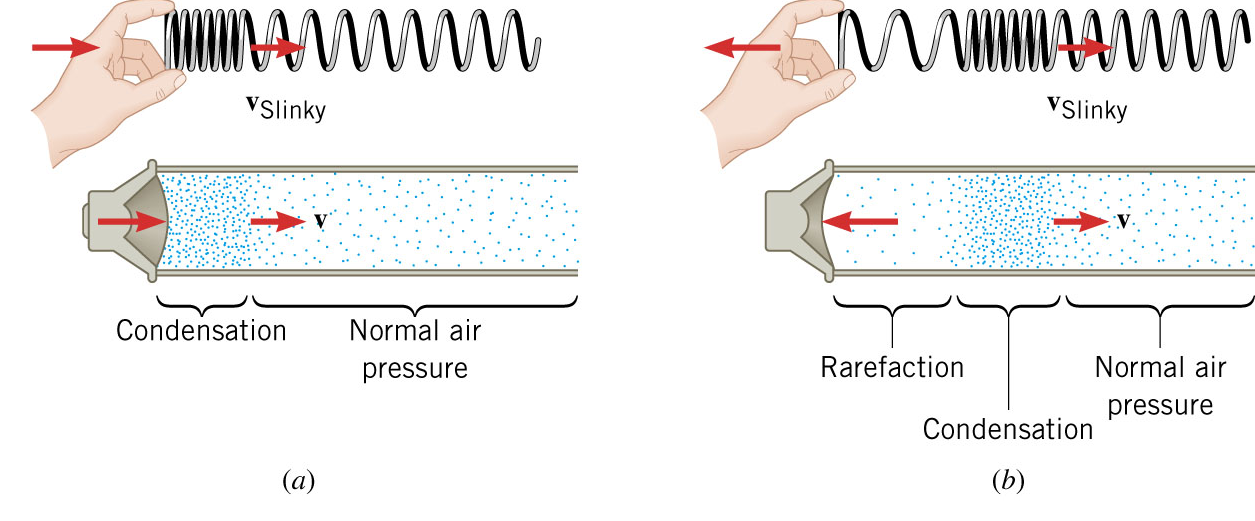 vSlinky
vSlinky
v
v
Condensation
Normal air
pressure
Rarefaction
Condensation
Normal air
pressure
(a)
(b)